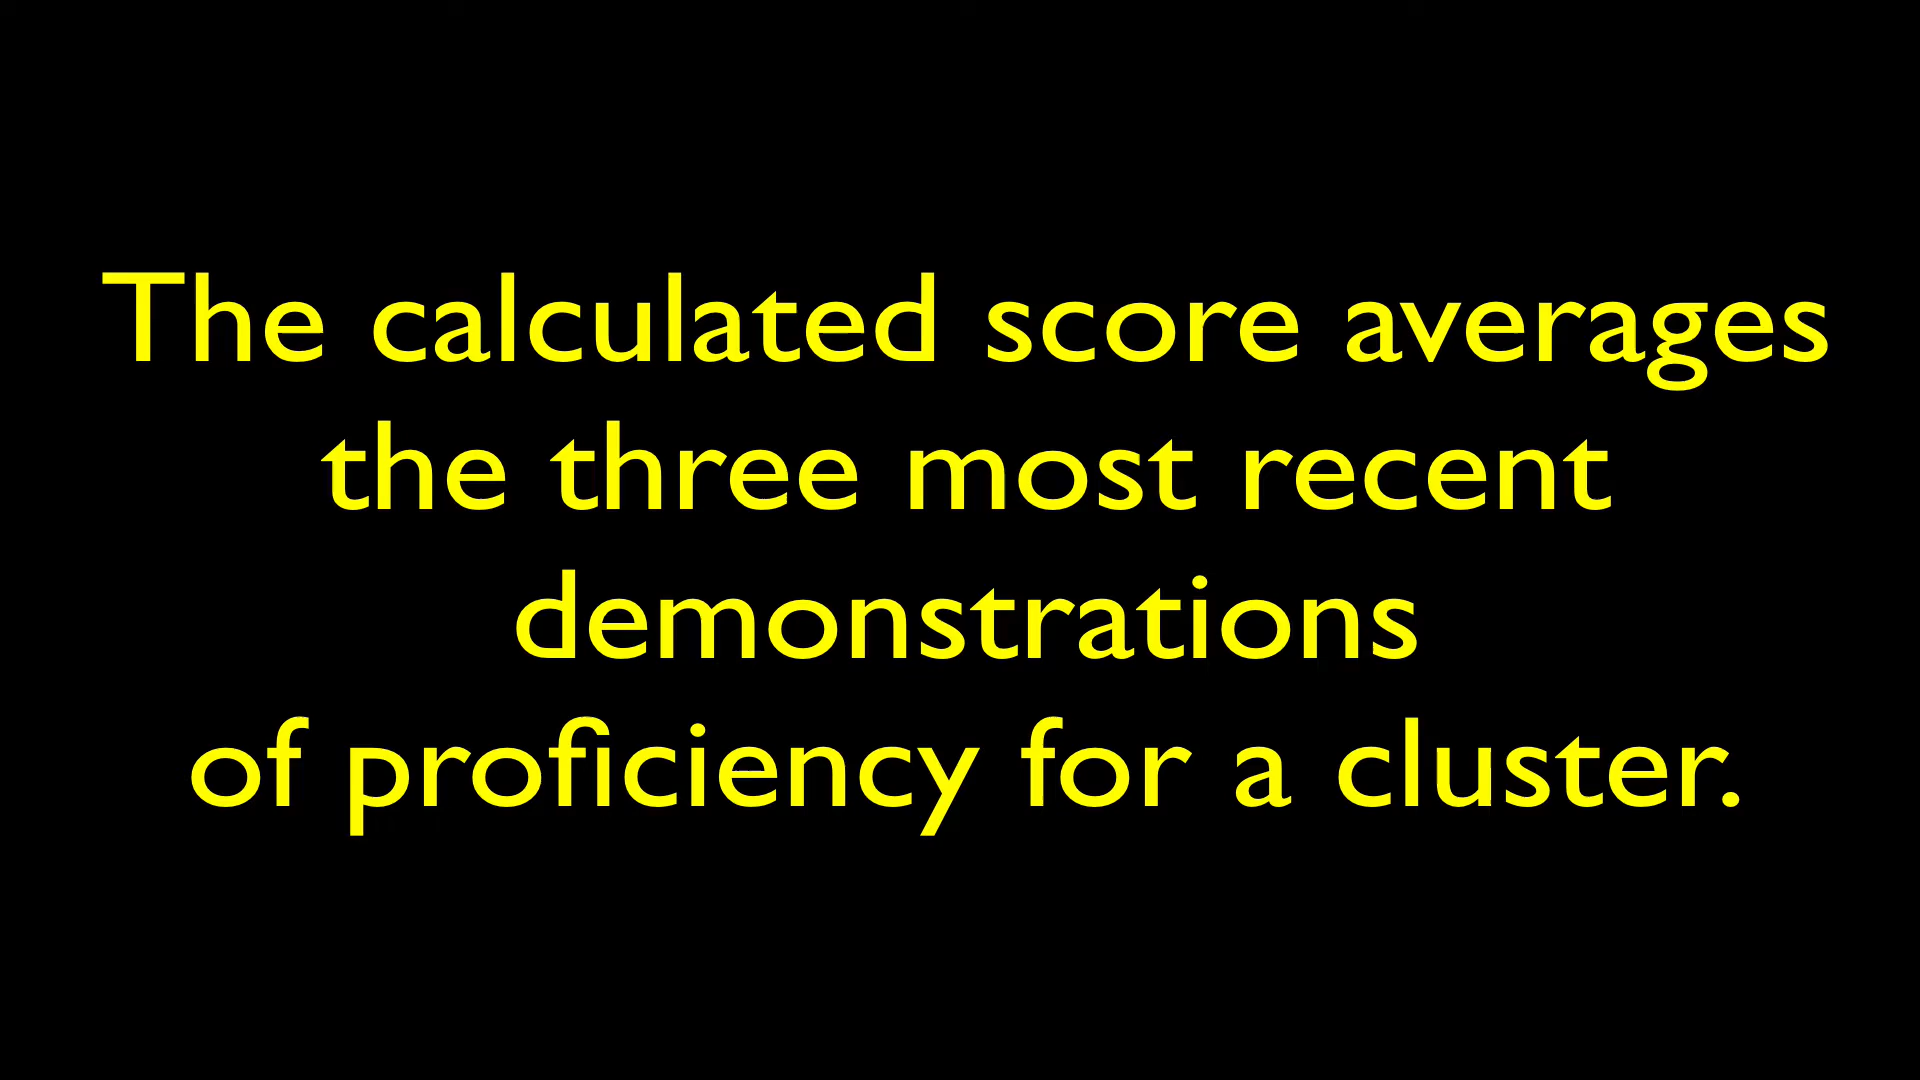 The calculated score averages
the three most recent
demonstrations
of proficiency for a cluster.